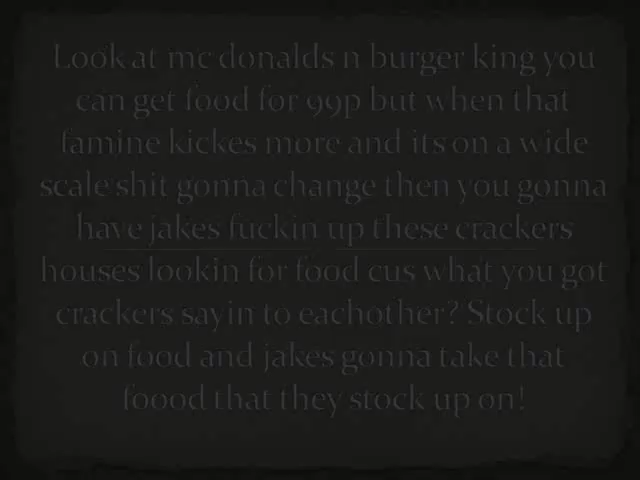 Look at mc donalds n burger king you
can get food for 99p but when that
famine kickes more and its on a wide
scale shit gonna change then you gonna
have jakes fuckin up these crackers
houses lookin for food cus what you got
crackers sayin to eachother? Stock up
on food and jakes gonna take that
foood that they stock up on!